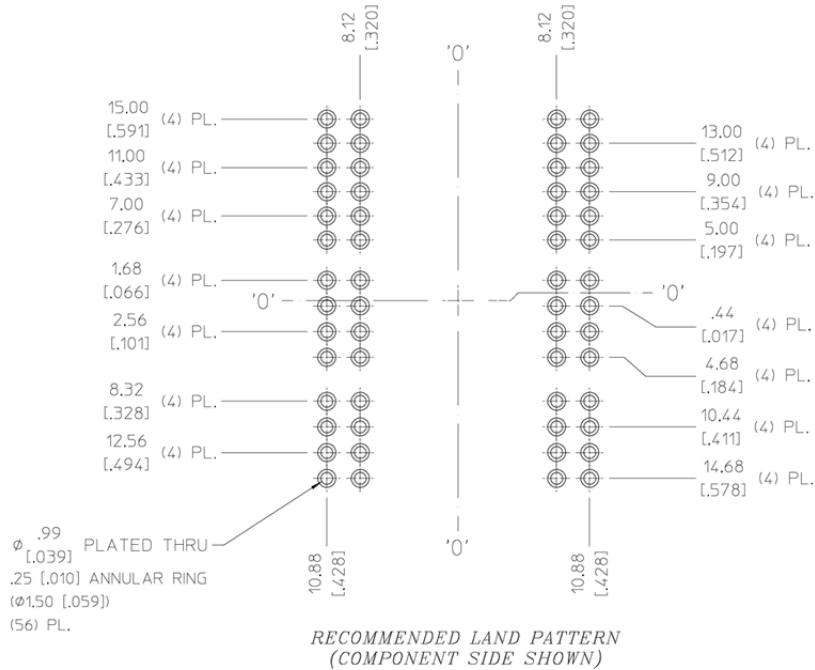 8.12
[.320]
8.12
[.320]
'O'
15.00
[.591] (4) PL.
11.00
[.433] (4) PL.
7.00
[.276] (4) PL.
1.68
[.066] (4) PL.
'O'
2.56
[.101] (4) PL.
8.32
[.328] (4) PL.
12.56
[.494] (4) PL.
13.00
[.512] (4) PL.
9.00
[.354] (4) PL.
5.00
[.197] (4) PL.
'O'
.44
[.017] (4) PL.
4.68
[.184] (4) PL.
10.44
[.411] (4) PL.
14.68
[.578] (4) PL.
Ø .99
[.039] PLATED THRU
.25 [.010] ANNULAR RING
(Ø1.50 [.059])
(56) PL.
10.88
[.428]
'O'
10.88
[.428]
RECOMMENDED LAND PATTERN
(COMPONENT SIDE SHOWN)